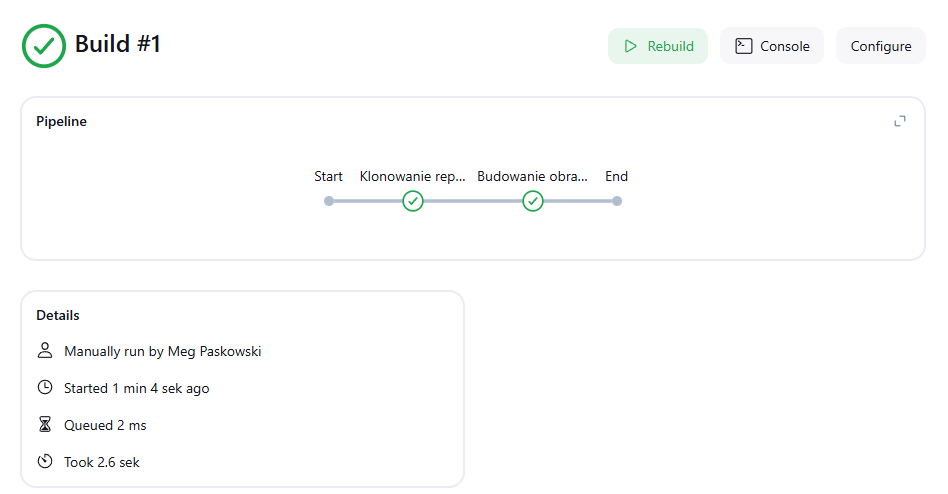 Build #1
Rebuild
Console
Configure
Pipeline
Start
Klonowanie rep...
Budowanie obra...
End
Details
Manually run by Meg Paskowski
Started 1 min 4 sek ago
Queued 2 ms
Took 2.6 sek